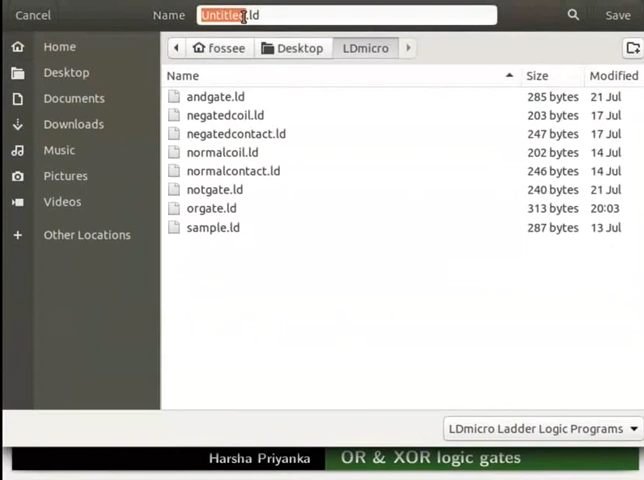 Cancel Name Untitled.ld Save
Home fossee Desktop LDmicro
Desktop Name Size Modified
Documents andgate.ld 285 bytes 21 Jul
Downloads negatedcoil.ld 203 bytes 17 Jul
Music negatedcontact.ld 247 bytes 17 Jul
Pictures normalcoil.ld 202 bytes 14 Jul
Videos normalcontact.ld 246 bytes 14 Jul
Other Locations notgate.ld 240 bytes 21 Jul
orgate.ld 313 bytes 20:03
sample.ld 287 bytes 13 Jul
LDmicro Ladder Logic Programs
Harsha Priyanka OR & XOR logic gates